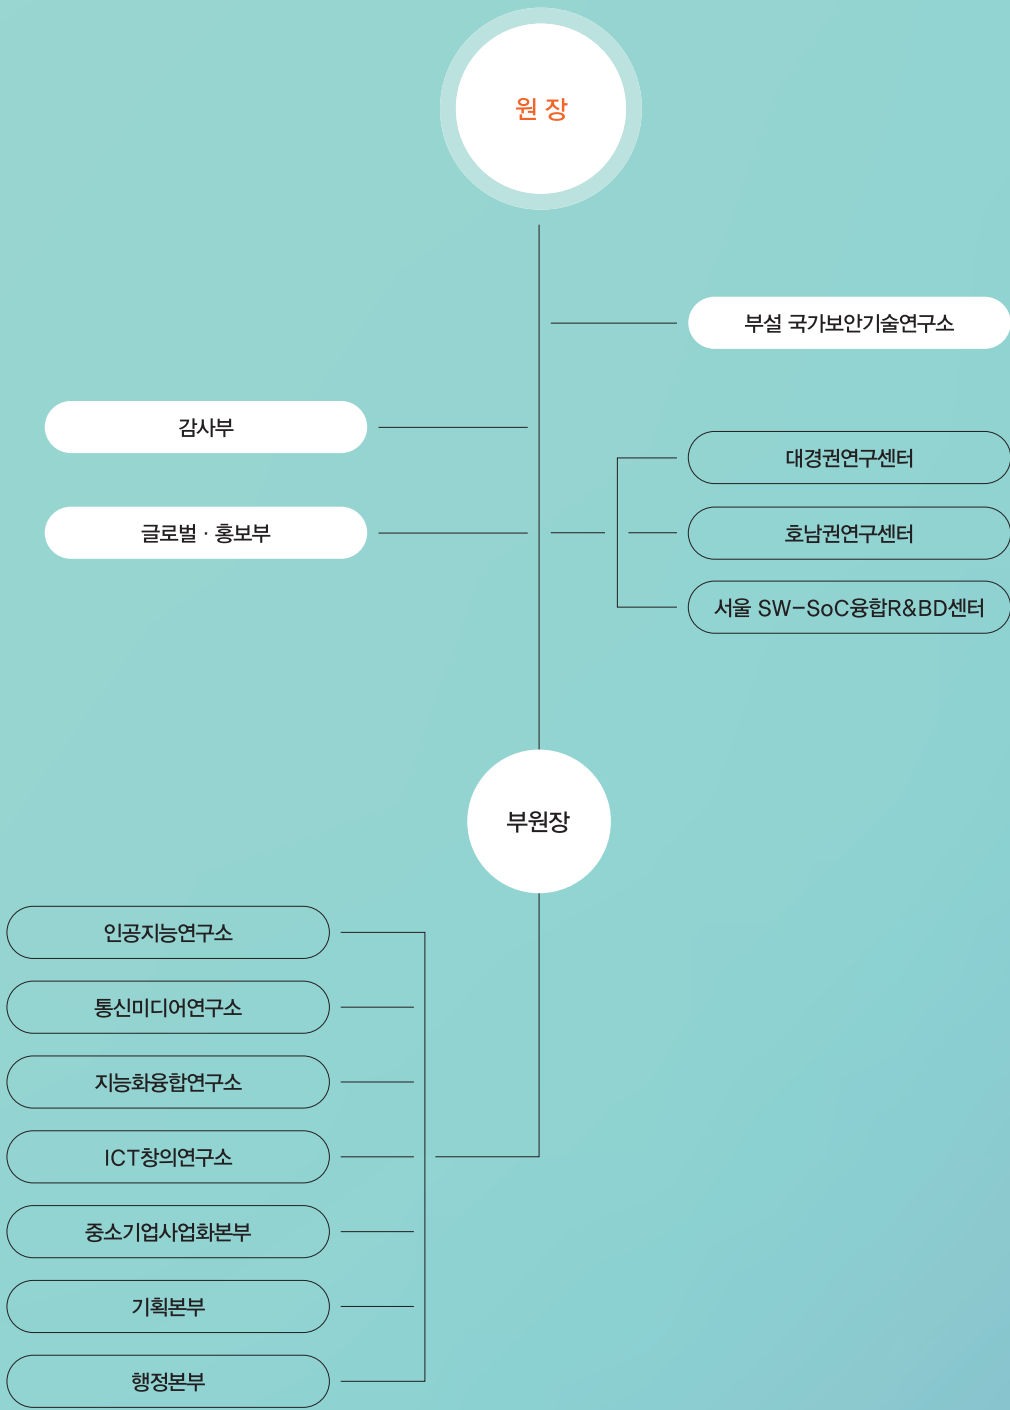 원 장
부설 국가보안기술연구소
감사부
글로벌 · 홍보부
대경권연구센터
호남권연구센터
서울 SW-SoC융합R&BD센터
부원장
인공지능연구소
통신미디어연구소
지능화융합연구소
ICT창의연구소
중소기업사업화본부
기획본부
행정본부